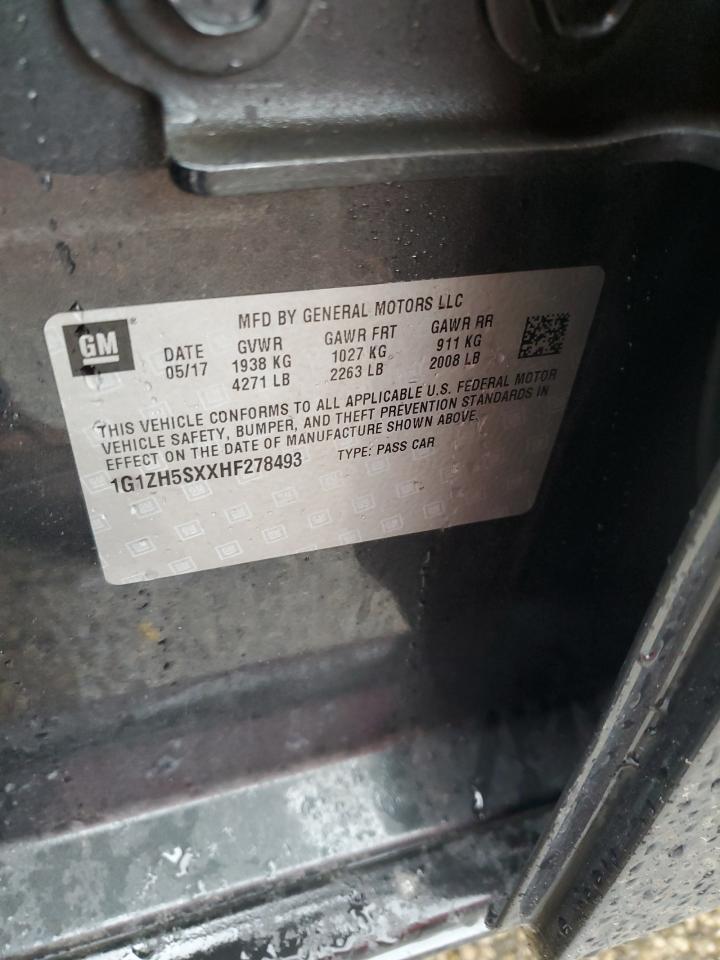 GM
MFD BY GENERAL MOTORS LLC
DATE GVWR GAWR FRT GAWR RR
05/17 1938 KG 1027 KG 911 KG
4271 LB 2263 LB 2008 LB
THIS VEHICLE CONFORMS TO ALL APPLICABLE U.S. FEDERAL MOTOR
VEHICLE SAFETY, BUMPER, AND THEFT PREVENTION STANDARDS IN
EFFECT ON THE DATE OF MANUFACTURE SHOWN ABOVE.
1G1ZH5SXXHF278493 TYPE: PASS CAR